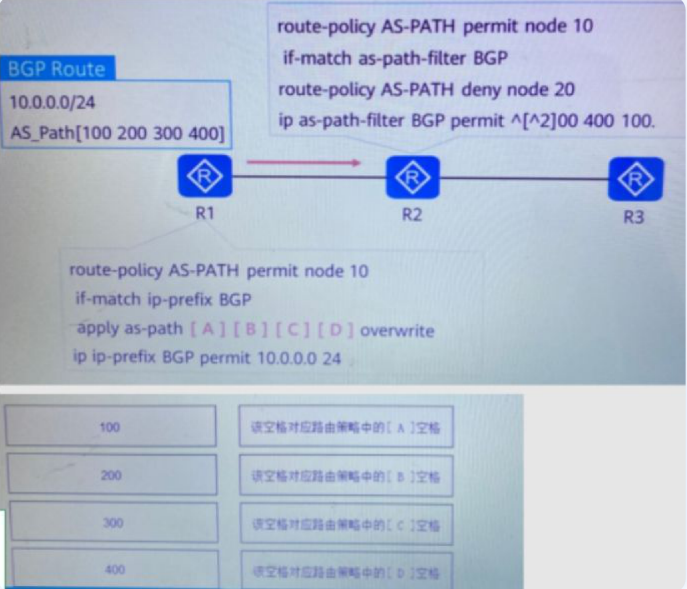 route-policy AS-PATH permit node 10
if-match as-path-filter BGP
route-policy AS-PATH deny node 20
ip as-path-filter BGP permit ^[^2]00 400 100.
BGP Route
10.0.0.0/24
AS_Path[100 200 300 400]
R
R
R
R1
R2
R3
route-policy AS-PATH permit node 10
if-match ip-prefix BGP
apply as-path [ A ] [ B ] [ C ] [ D ] overwrite
ip ip-prefix BGP permit 10.0.0.0 24
100
该空格对应路由策略中的[ A ]空格
200
该空格对应路由策略中的[ B ]空格
300
该空格对应路由策略中的[ C ]空格
400
该空格对应路由策略中的[ D ]空格